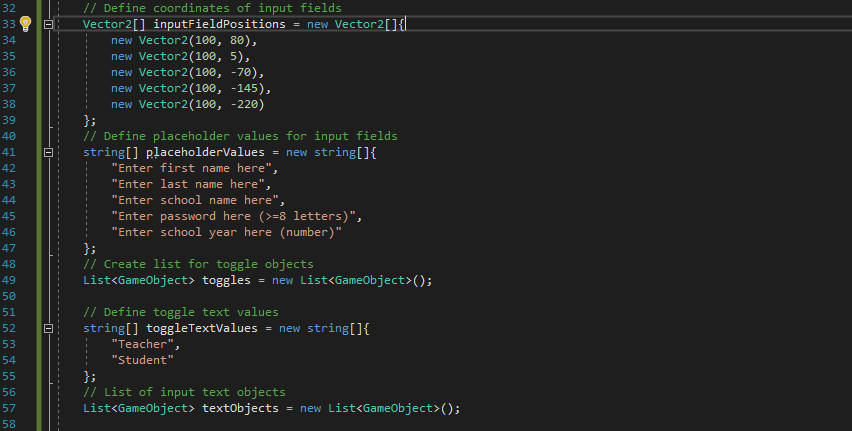 32 // Define coordinates of input fields
33 Vector2[] inputFieldPositions = new Vector2[]{
34 new Vector2(100, 80),
35 new Vector2(100, 5),
36 new Vector2(100, -70),
37 new Vector2(100, -145),
38 new Vector2(100, -220)
39 };
40 // Define placeholder values for input fields
41 string[] placeholderValues = new string[]{
42 "Enter first name here",
43 "Enter last name here",
44 "Enter school name here",
45 "Enter password here (>=8 letters)",
46 "Enter school year here (number)"
47 };
48 // Create list for toggle objects
49 List<GameObject> toggles = new List<GameObject>();
50
51 // Define toggle text values
52 string[] toggleTextValues = new string[]{
53 "Teacher",
54 "Student"
55 };
56 // List of input text objects
57 List<GameObject> textObjects = new List<GameObject>();
58